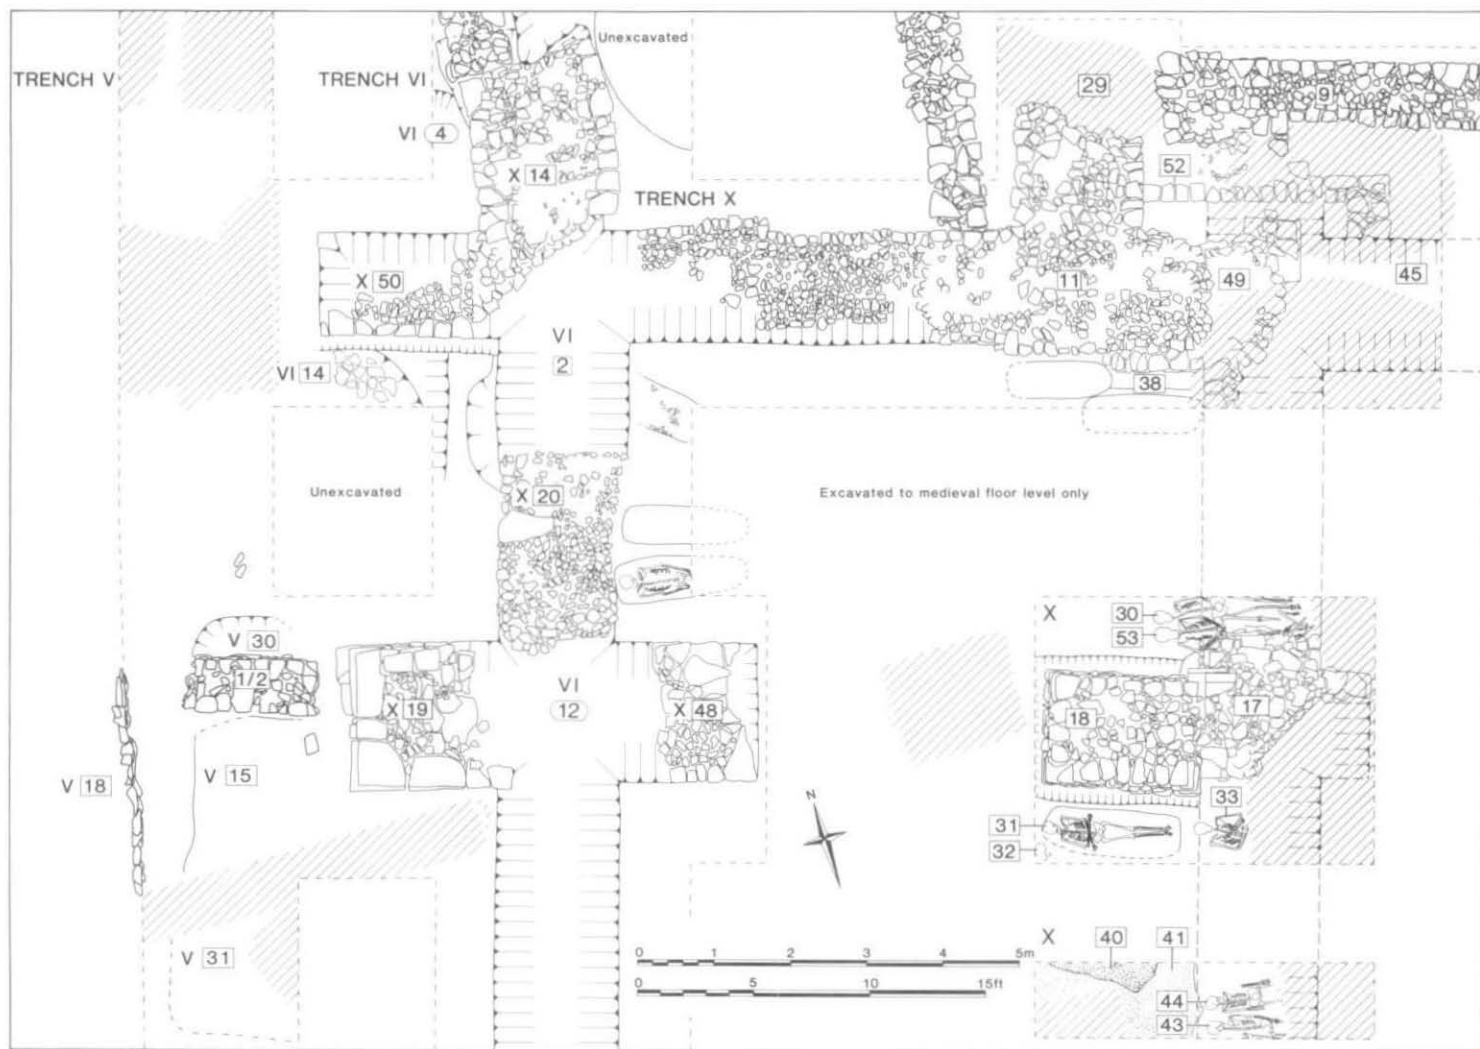 Unexcavated
TRENCH V
TRENCH VI
29
9
VI 4
X 14
52
TRENCH X
X 50
11
49
45
VI
2
VI 14
38
Unexcavated
X 20
Excavated to medieval floor level only
V 30
1/2
X 30
53
X 19
VI
12
X 48
18
17
V 18
V 15
33
N
31
32
X 40 41
V 31
0 1 2 3 4 5m
0 5 10 15ft
44
43